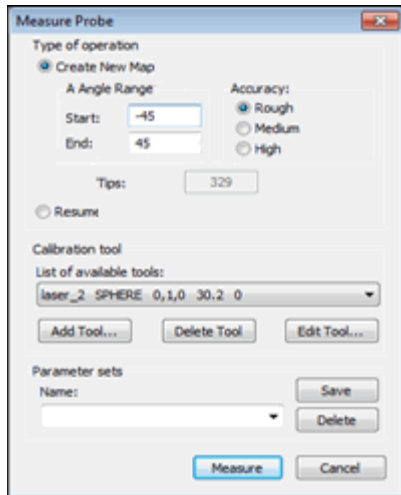 Measure Probe
Type of operation
Create New Map
A Angle Range
Accuracy:
Start: -45
Rough
Medium
End: 45
High
Tips: 329
Resume
Calibration tool
List of available tools:
laser_2 SPHERE 0,1,0 30.2 0
Add Tool... Delete Tool Edit Tool...
Parameter sets
Name:
Save
Delete
Measure Cancel